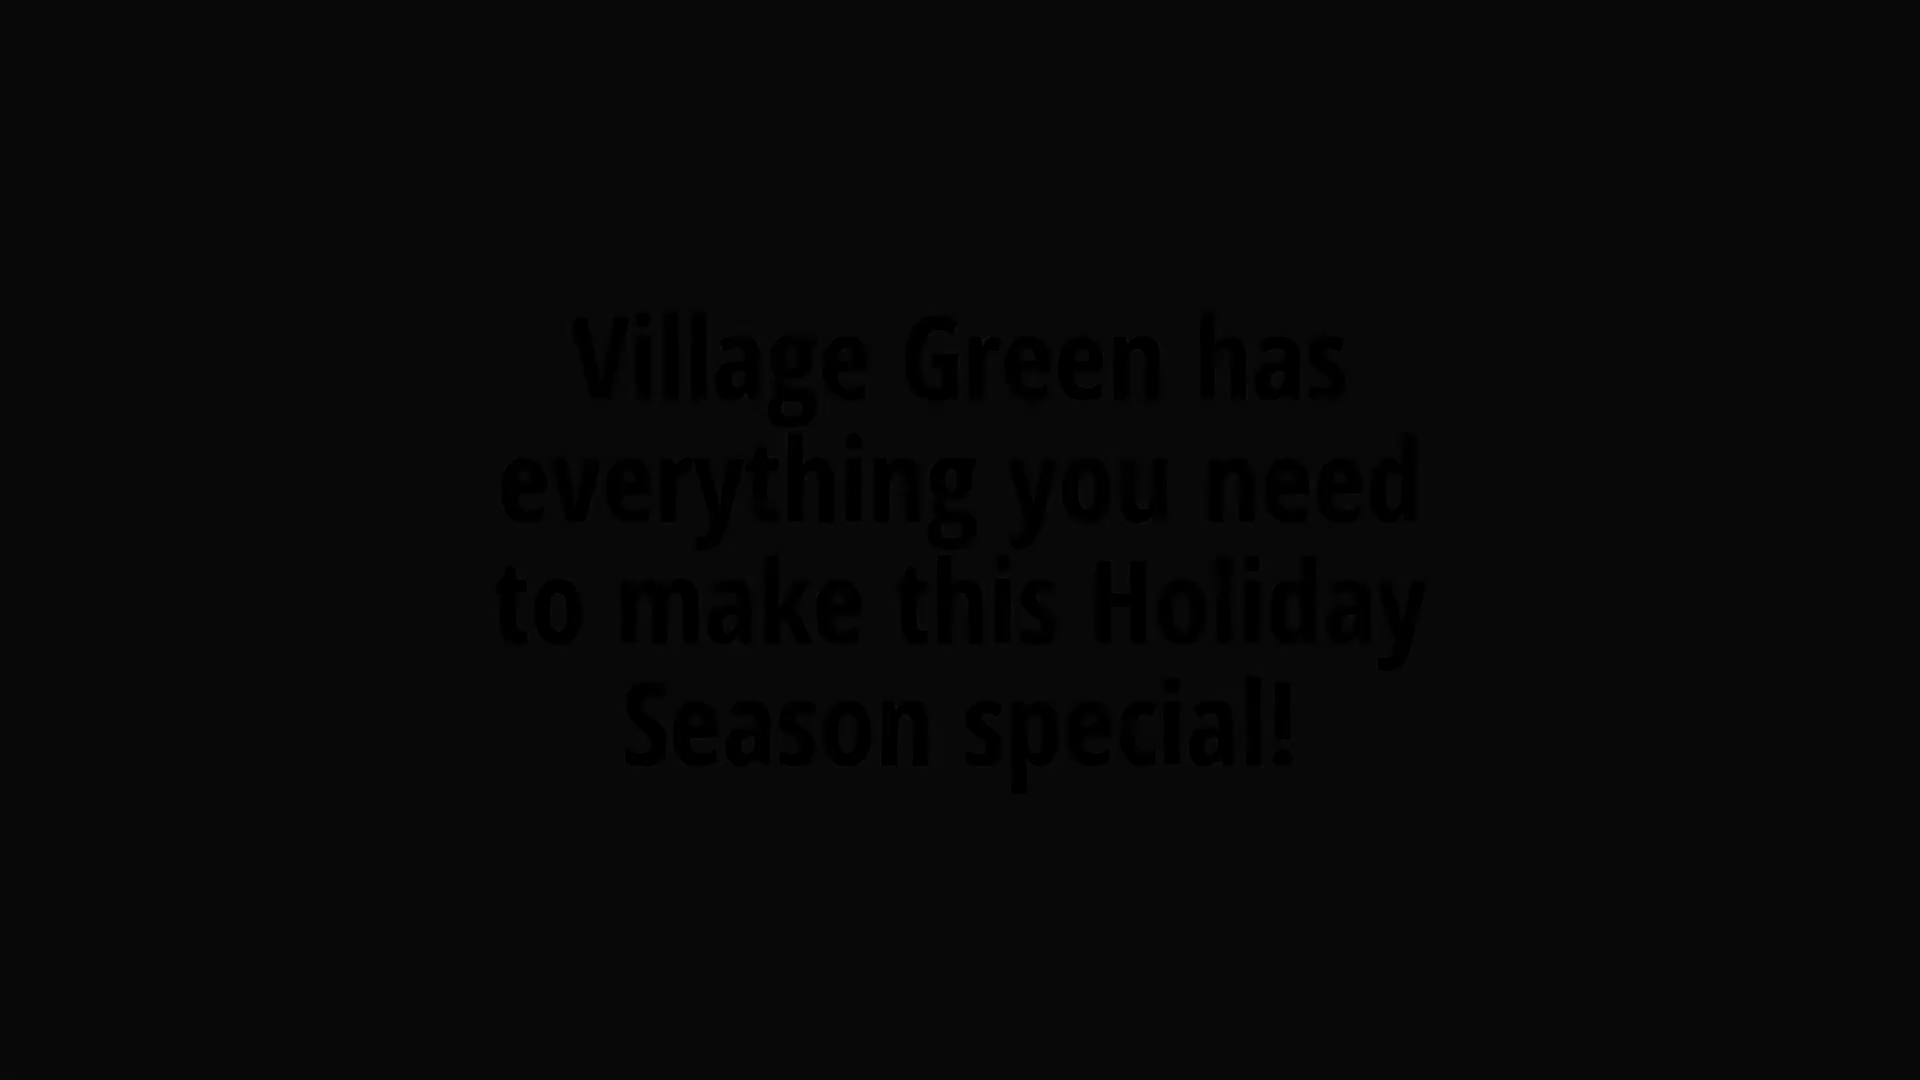 Village Green has
everything you need
to make this Holiday
Season special!